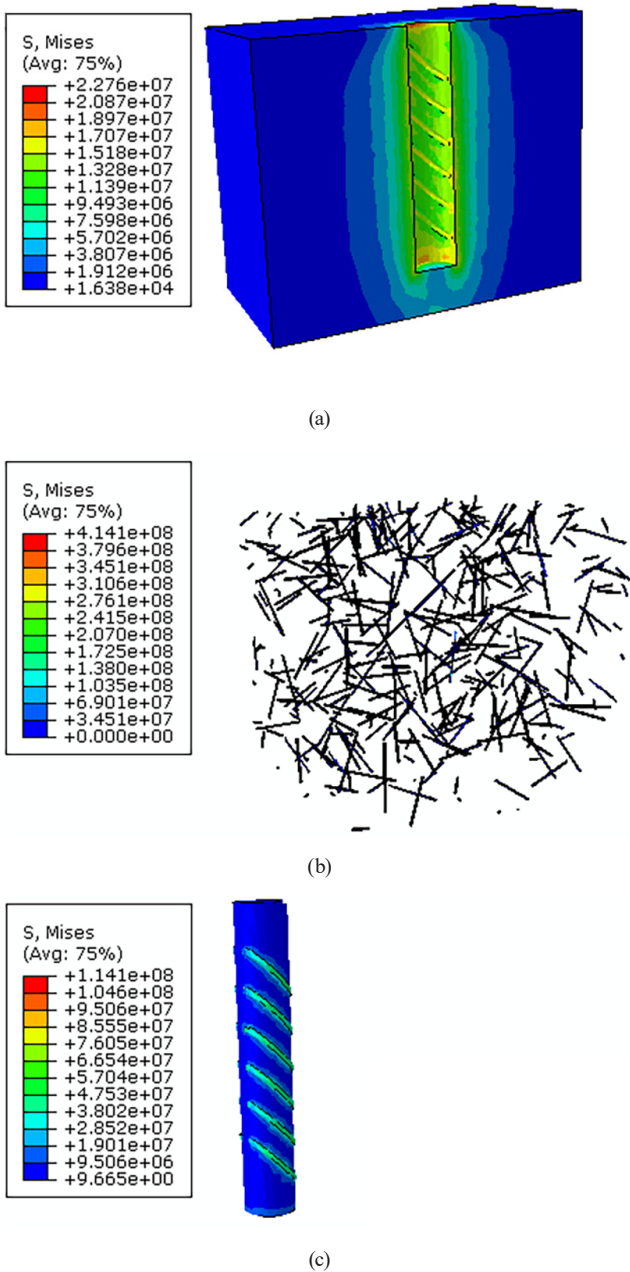 S, Mises
(Avg: 75%)
+2.276e+07
+2.087e+07
+1.897e+07
+1.707e+07
+1.518e+07
+1.328e+07
+1.139e+07
+9.493e+06
+7.598e+06
+5.702e+06
+3.807e+06
+1.912e+06
+1.638e+04
(a)
S, Mises
(Avg: 75%)
+4.141e+08
+3.796e+08
+3.451e+08
+3.106e+08
+2.761e+08
+2.415e+08
+2.070e+08
+1.725e+08
+1.380e+08
+1.035e+08
+6.901e+07
+3.451e+07
+0.000e+00
(b)
S, Mises
(Avg: 75%)
+1.141e+08
+1.046e+08
+9.506e+07
+8.555e+07
+7.605e+07
+6.654e+07
+5.704e+07
+4.753e+07
+3.802e+07
+2.852e+07
+1.901e+07
+9.506e+06
+9.665e+00
(c)